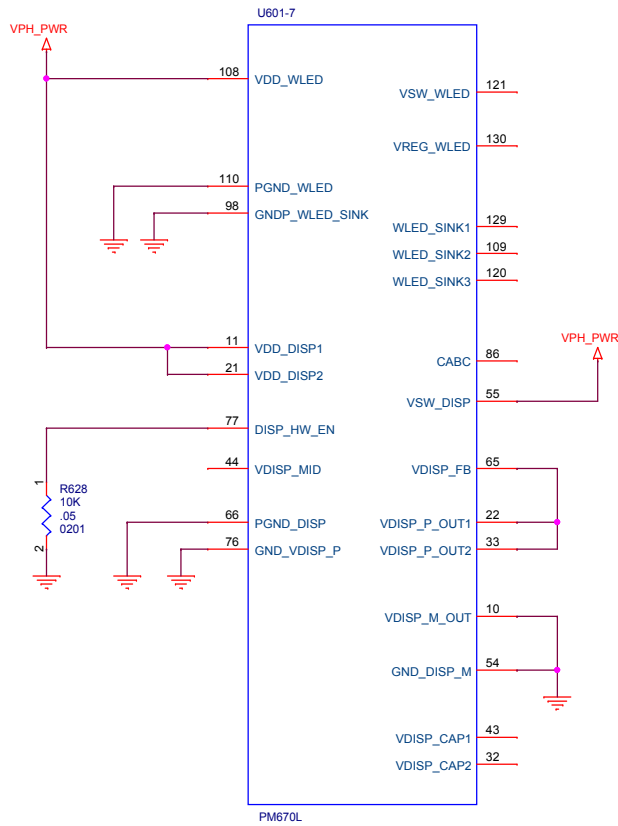 U601-7
VPH_PWR
108 VDD_WLED
VSW_WLED 121
VREG_WLED 130
110 PGND_WLED
98 GNDP_WLED_SINK
WLED_SINK1 129
WLED_SINK2 109
WLED_SINK3 120
VPH_PWR
11 VDD_DISP1
CABC 86
21 VDD_DISP2
VSW_DISP 55
77 DISP_HW_EN
44 VDISP_MID
VDISP_FB 65
1
R628
10K
.05
0201
2
66 PGND_DISP
VDISP_P_OUT1 22
76 GND_VDISP_P
VDISP_P_OUT2 33
VDISP_M_OUT 10
GND_DISP_M 54
VDISP_CAP1 43
VDISP_CAP2 32
PM670L